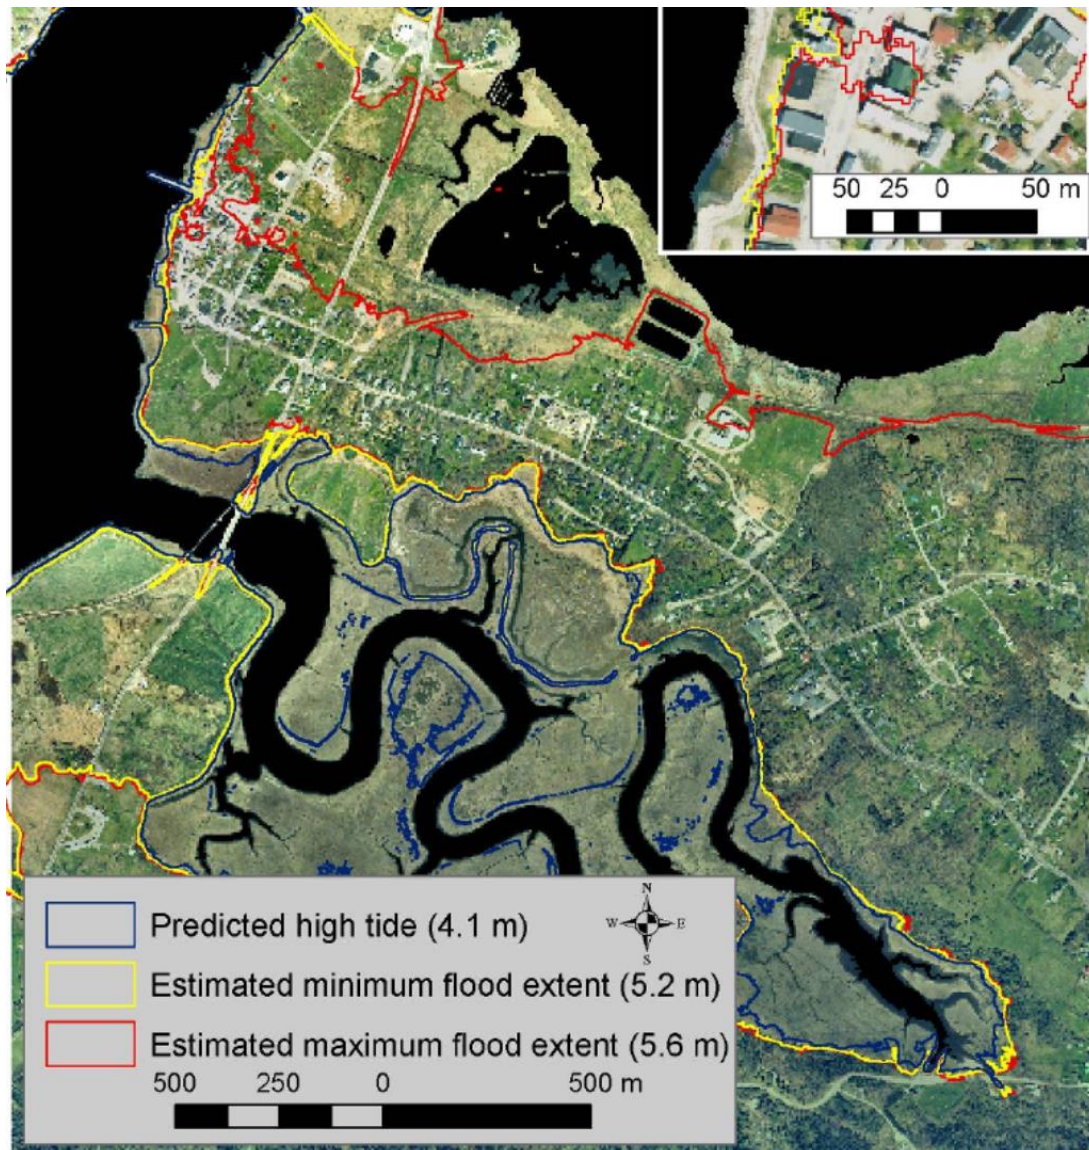 50 25 0 50 m
N
W E
S
Predicted high tide (4.1 m)
Estimated minimum flood extent (5.2 m)
Estimated maximum flood extent (5.6 m)
500 250 0 500 m